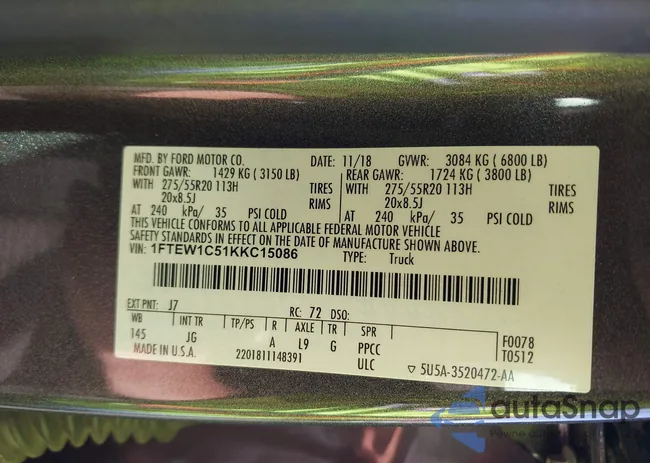 MFD. BY FORD MOTOR CO. DATE: 11/18 GVWR: 3084 KG ( 6800 LB)
FRONT GAWR: 1429 KG ( 3150 LB) REAR GAWR: 1724 KG ( 3800 LB)
WITH 275/55R20 113H TIRES WITH 275/55R20 113H TIRES
20x8.5J RIMS 20x8.5J RIMS
AT 240 kPa/ 35 PSI COLD AT 240 kPa/ 35 PSI COLD
THIS VEHICLE CONFORMS TO ALL APPLICABLE FEDERAL MOTOR VEHICLE
SAFETY STANDARDS IN EFFECT ON THE DATE OF MANUFACTURE SHOWN ABOVE.
VIN: 1FTEW1C51KKC15086 TYPE: Truck
EXT PNT: J7 RC: 72 DSO:
WB INT TR TP/PS R AXLE TR SPR F0078
145 JG A L9 G PPCC T0512
MADE IN U.S.A. 2201811148391 ULC ▽ 5U5A-3520472-AA
autoSnap